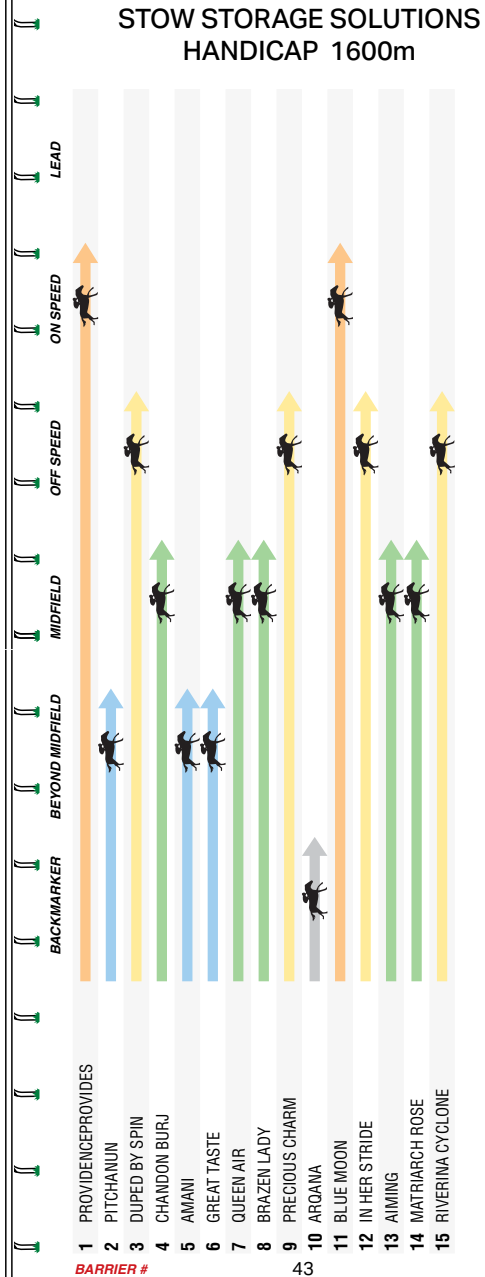 STOW STORAGE SOLUTIONS
HANDICAP 1600m
LEAD
ON SPEED
OFF SPEED
MIDFIELD
BEYOND MIDFIELD
BACKMARKER
1 PROVIDENCEPROVIDES
2 PITCHANUN
3 DUPED BY SPIN
4 CHANDON BURJ
5 AMANI
6 GREAT TASTE
7 QUEEN AIR
8 BRAZEN LADY
9 PRECIOUS CHARM
10 ARQANA
11 BLUE MOON
12 IN HER STRIDE
13 AIMING
14 MATRIARCH ROSE
15 RIVERINA CYCLONE
BARRIER #
43